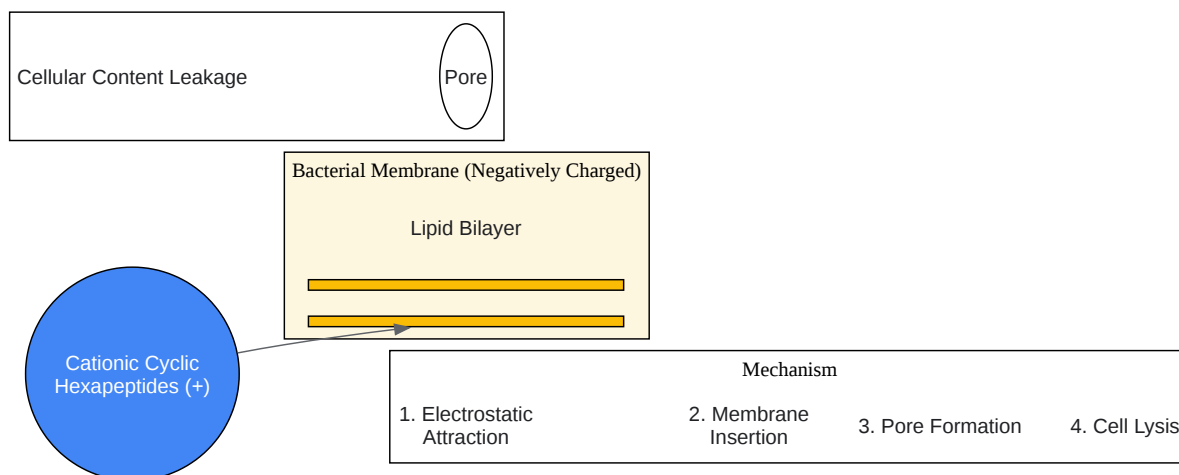 Cellular Content Leakage
Pore
Bacterial Membrane (Negatively Charged)
Lipid Bilayer
Cationic Cyclic
Hexapeptides (+)
Mechanism
1. Electrostatic
Attraction
2. Membrane
Insertion
3. Pore Formation
4. Cell Lysis